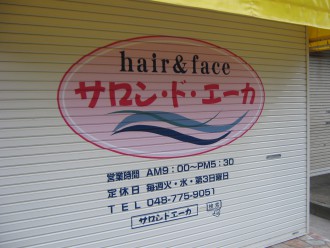 hair&face
サロン・ド・エーカ
営業時間 AM9：00〜PM5：30
定休日 毎週火・水・第3日曜日
TEL 048-775-9051
サロンドエーカ